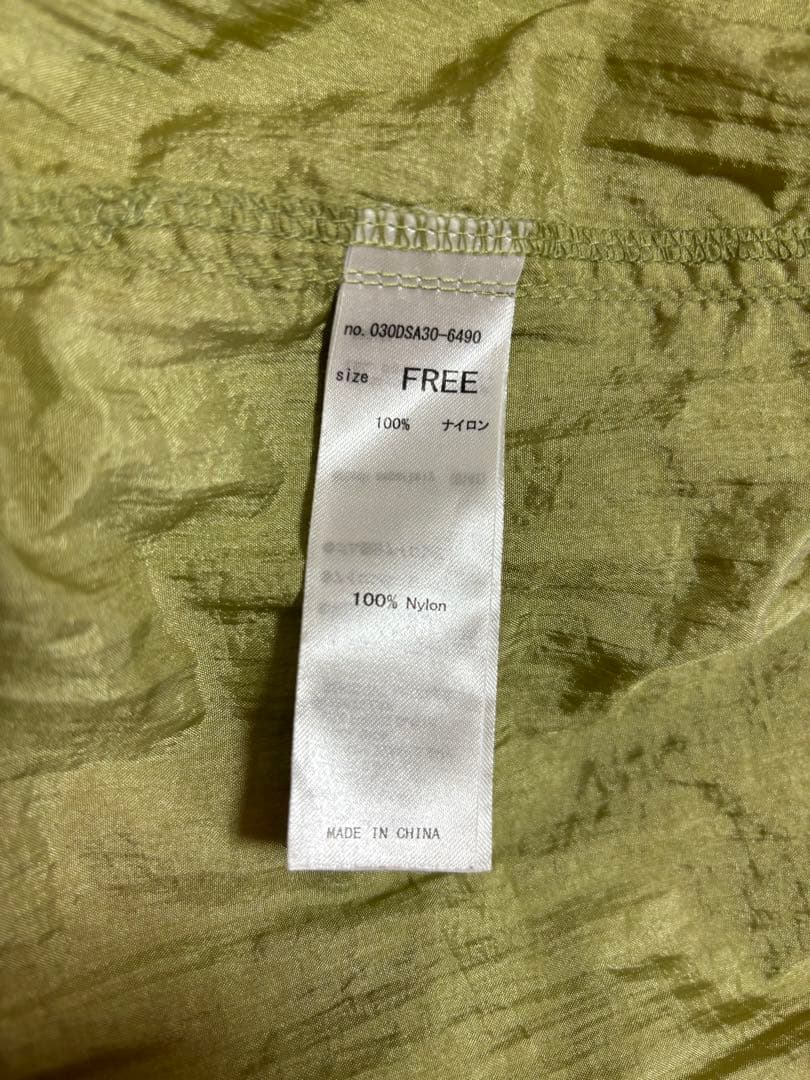 no. 030DSA30-6490
size FREE
100% ナイロン
100% Nylon
MADE IN CHINA